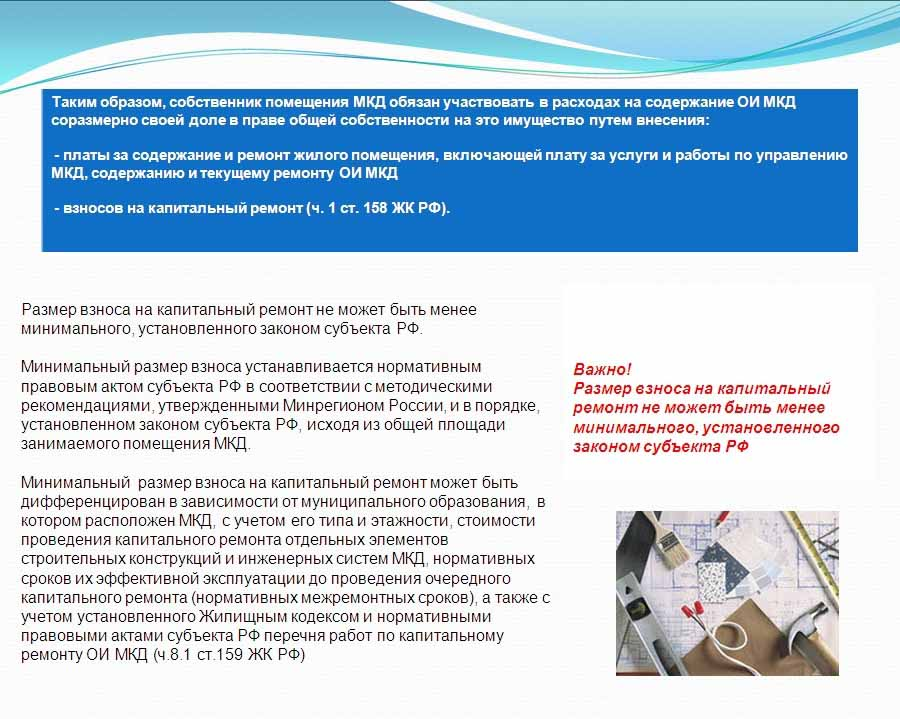 Таким образом, собственник помещения МКД обязан участвовать в расходах на содержание ОИ МКД
соразмерно своей доле в праве общей собственности на это имущество путем внесения:
- платы за содержание и ремонт жилого помещения, включающей плату за услуги и работы по управлению
МКД, содержанию и текущему ремонту ОИ МКД
- взносов на капитальный ремонт (ч. 1 ст. 158 ЖК РФ).
Размер взноса на капитальный ремонт не может быть менее
минимального, установленного законом субъекта РФ.
Минимальный размер взноса устанавливается нормативным
правовым актом субъекта РФ в соответствии с методическими
рекомендациями, утвержденными Минрегионом России, и в порядке,
установленном законом субъекта РФ, исходя из общей площади
занимаемого помещения МКД.
Минимальный размер взноса на капитальный ремонт может быть
дифференцирован в зависимости от муниципального образования, в
котором расположен МКД, с учетом его типа и этажности, стоимости
проведения капитального ремонта отдельных элементов
строительных конструкций и инженерных систем МКД, нормативных
сроков их эффективной эксплуатации до проведения очередного
капитального ремонта (нормативных межремонтных сроков), а также с
учетом установленного Жилищным кодексом и нормативными
правовыми актами субъекта РФ перечня работ по капитальному
ремонту ОИ МКД (ч.8.1 ст.159 ЖК РФ)
Важно!
Размер взноса на капитальный
ремонт не может быть менее
минимального, установленного
законом субъекта РФ